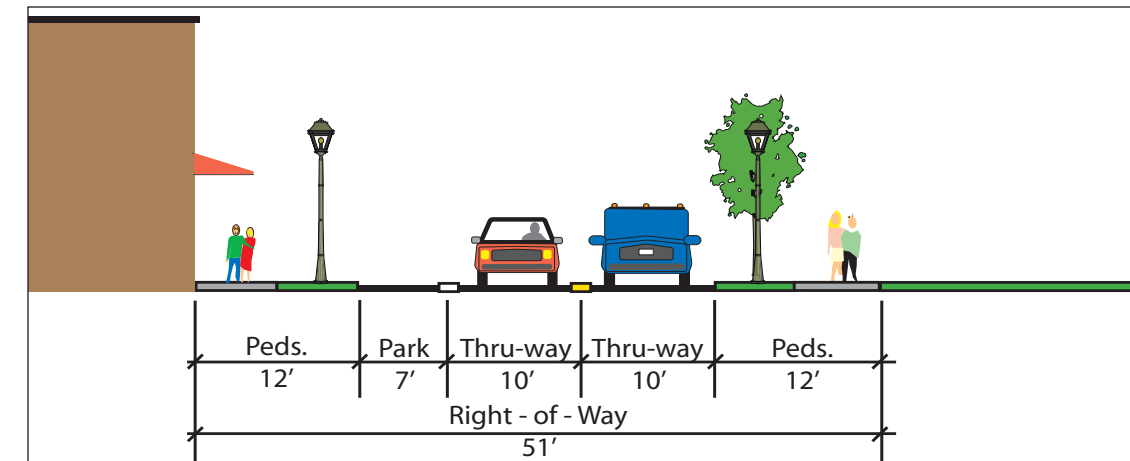 Peds. Park Thru-way Thru-way Peds.
12’ 7’ 10’ 10’ 12’
Right - of - Way
51’